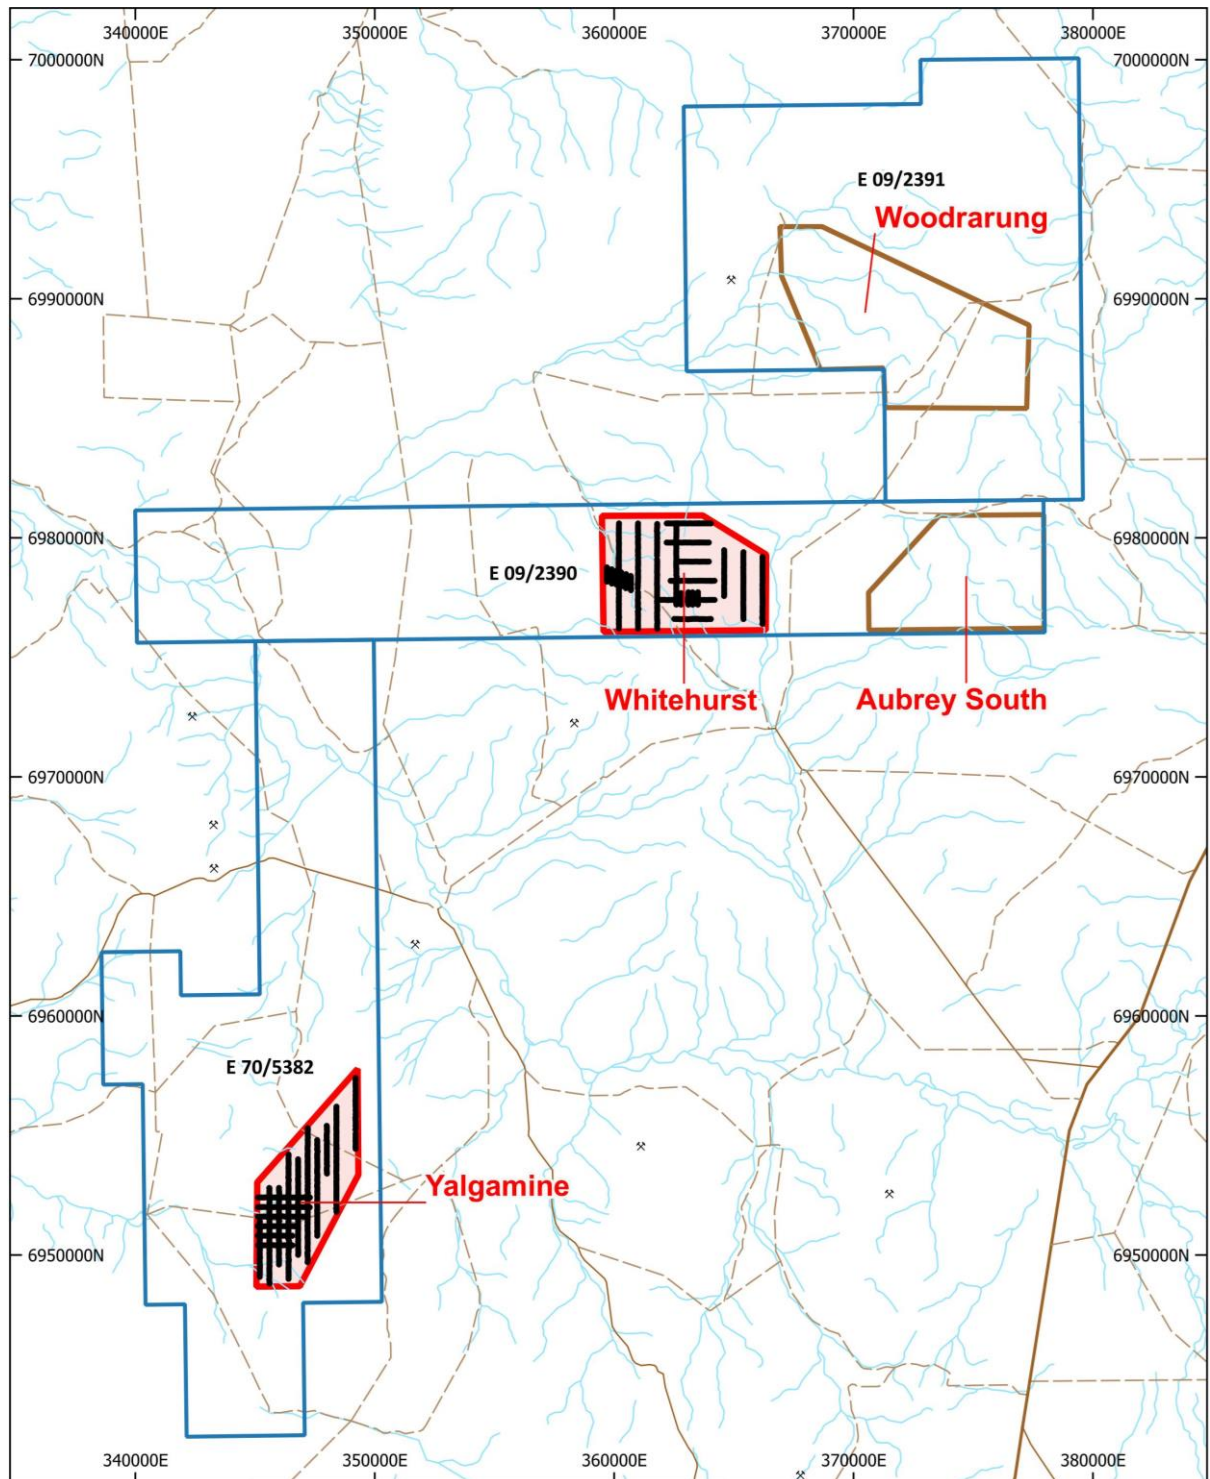 340000E 350000E 360000E 370000E 380000E
7000000N 7000000N
E 09/2391
Woodrarung
6990000N 6990000N
6980000N 6980000N
E 09/2390
Whitehurst Aubrey South
6970000N 6970000N
6960000N 6960000N
E 70/5382
Yalgamine
6950000N 6950000N
340000E 350000E 360000E 370000E 380000E